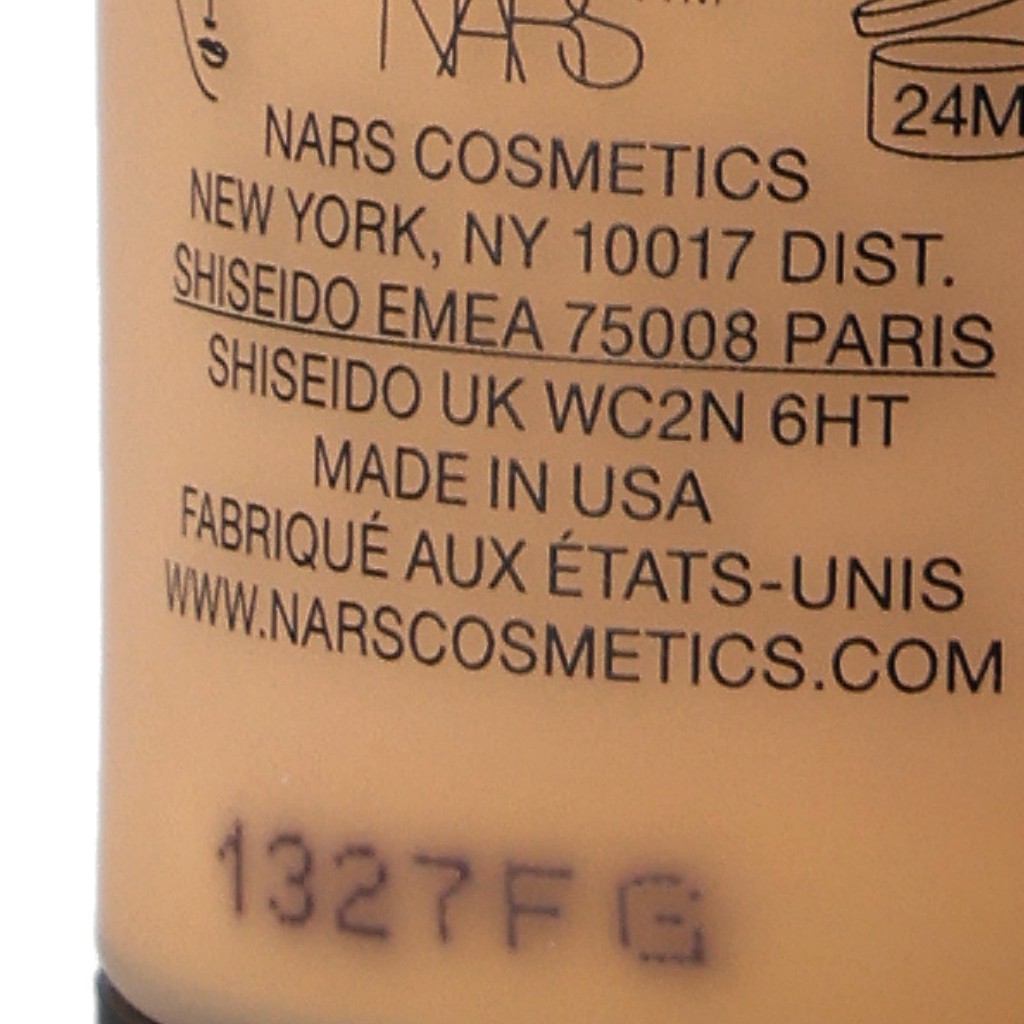 NARS
24M
NARS COSMETICS
NEW YORK, NY 10017 DIST.
SHISEIDO EMEA 75008 PARIS
SHISEIDO UK WC2N 6HT
MADE IN USA
FABRIQUÉ AUX ÉTATS-UNIS
WWW.NARSCOSMETICS.COM
1327FG